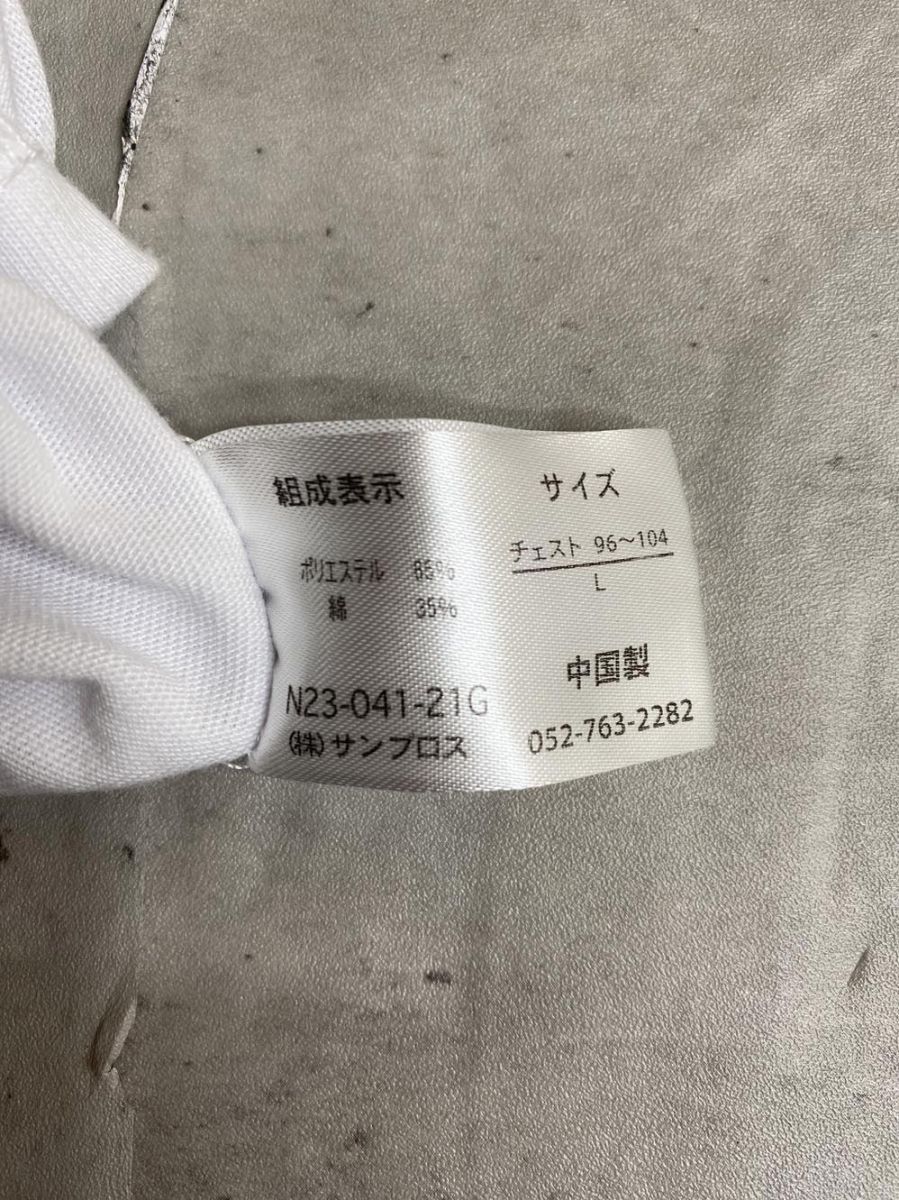 組成表示
ポリエステル 65%
綿 35%
N23-041-21G
(株)サンプロス
サイズ
チェスト 96〜104
L
中国製
052-763-2282